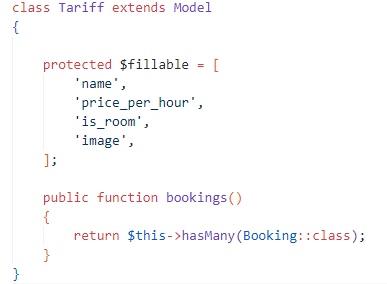 class Tariff extends Model
{
    protected $fillable = [
        'name',
        'price_per_hour',
        'is_room',
        'image',
    ];
    public function bookings()
    {
        return $this->hasMany(Booking::class);
    }
}